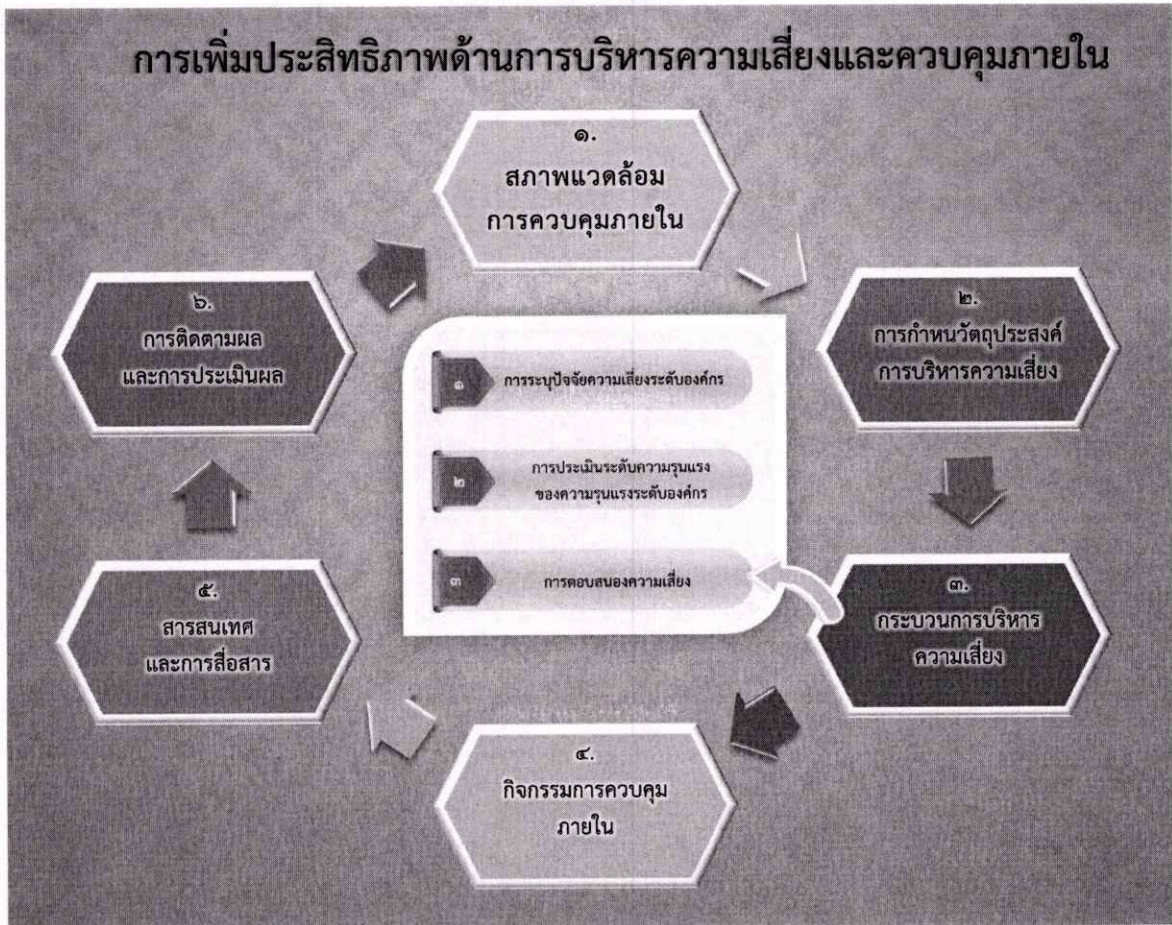 การเพิ่มประสิทธิภาพด้านการบริหารความเสี่ยงและควบคุมภายใน
๑.
สภาพแวดล้อม
การควบคุมภายใน
๒.
การกำหนวัตถุประสงค์
การบริหารความเสี่ยง
๓.
กระบวนการบริหาร
ความเสี่ยง
๑
การระบุปัจจัยความเสี่ยงระดับองค์กร
๒
การประเมินระดับความรุนแรง
ของความรุนแรงระดับองค์กร
๓
การตอบสนองความเสี่ยง
๔.
กิจกรรมการควบคุม
ภายใน
๕.
สารสนเทศ
และการสื่อสาร
๖.
การติดตามผล
และการประเมินผล